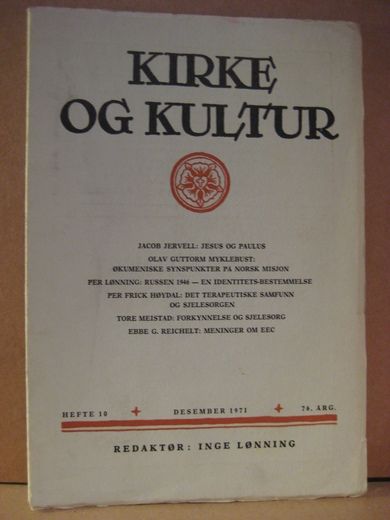 KIRKE
OG KULTUR
JACOB JERVELL: JESUS OG PAULUS
OLAV GUTTORM MYKLEBUST:
ØKUMENISKE SYNSPUNKTER PÅ NORSK MISJON
PER LØNNING: RUSSEN 1946 — EN IDENTITETS-BESTEMMELSE
PER FRICK HØYDAL: DET TERAPEUTISKE SAMFUNN
OG SJELESORGEN
TORE MEISTAD: FORKYNNELSE OG SJELESORG
EBBE G. REICHELT: MENINGER OM EEC
HEFTE 10 + DESEMBER 1971 + 76. ARG.
REDAKTØR: INGE LØNNING